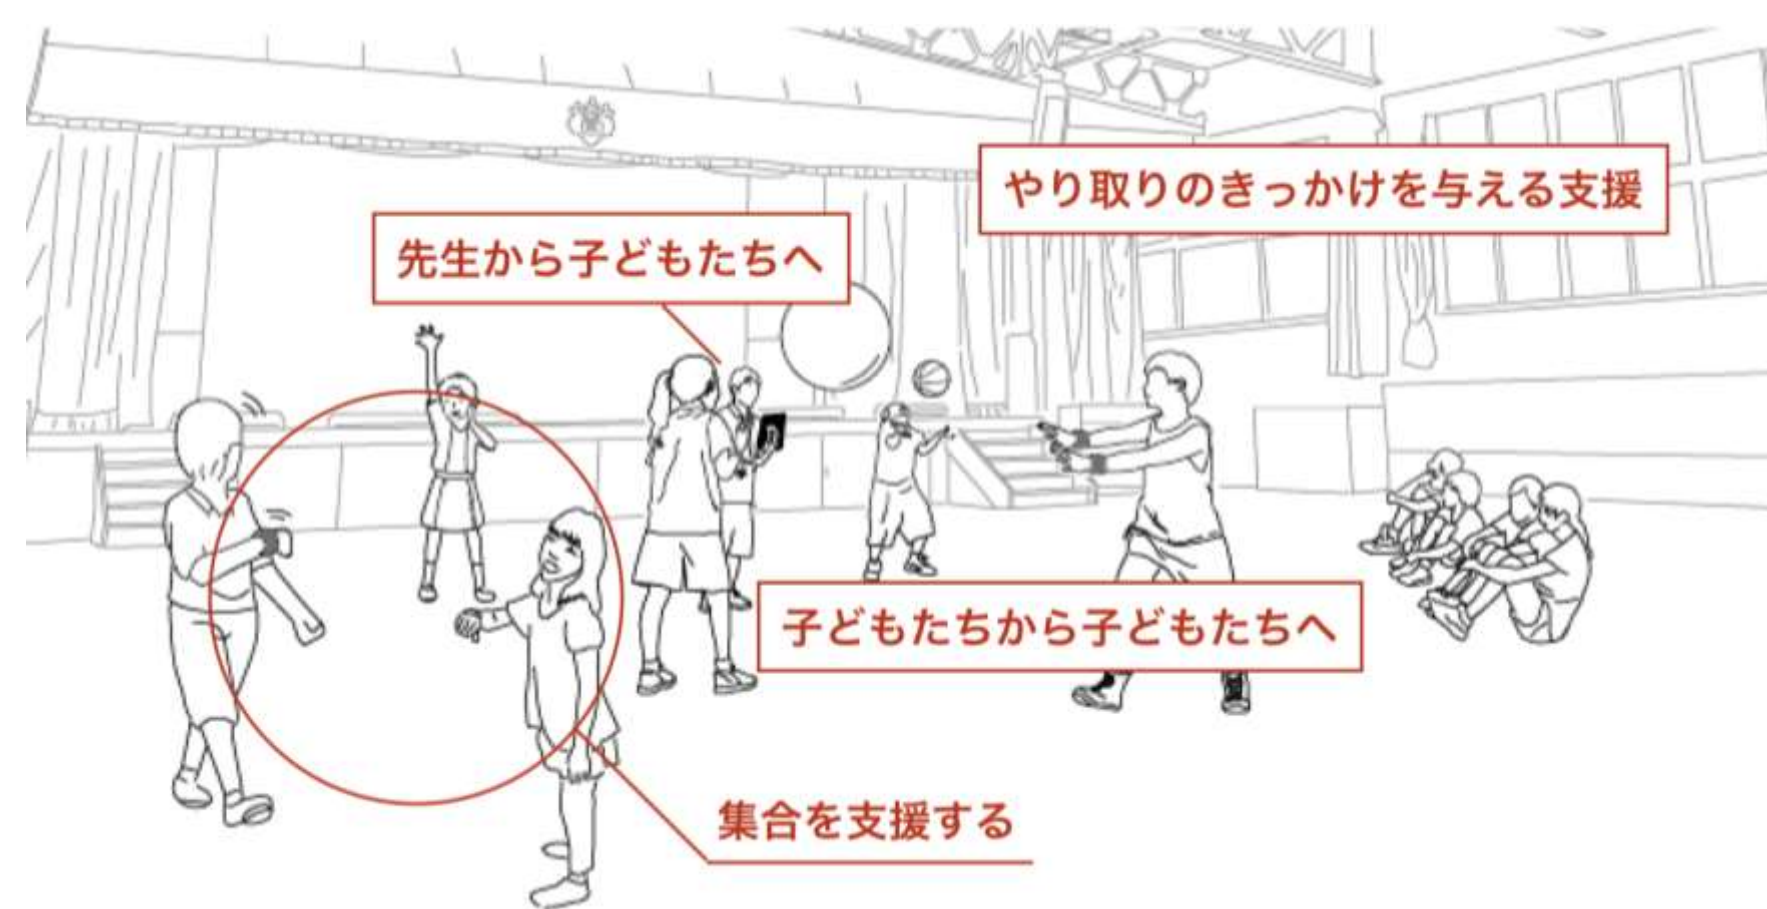 やり取りのきっかけを与える支援
先生から子どもたちへ
子どもたちから子どもたちへ
集合を支援する